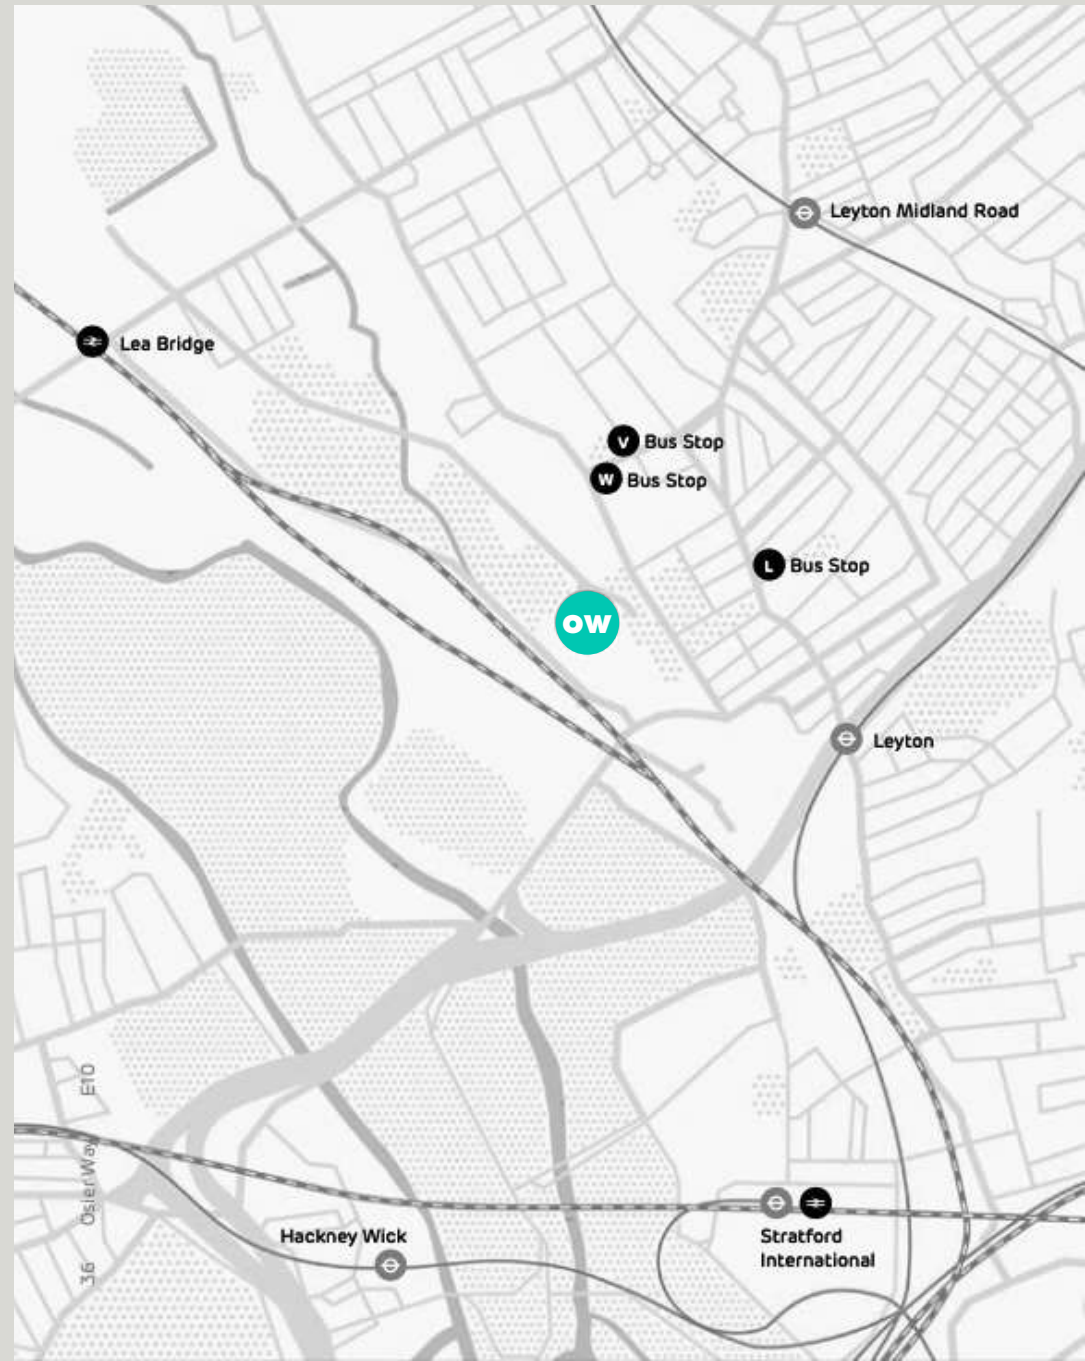 Leyton Midland Road
Lea Bridge
V Bus Stop
W Bus Stop
L Bus Stop
OW
Leyton
Hackney Wick
Stratford
International
36 Osier Way E10